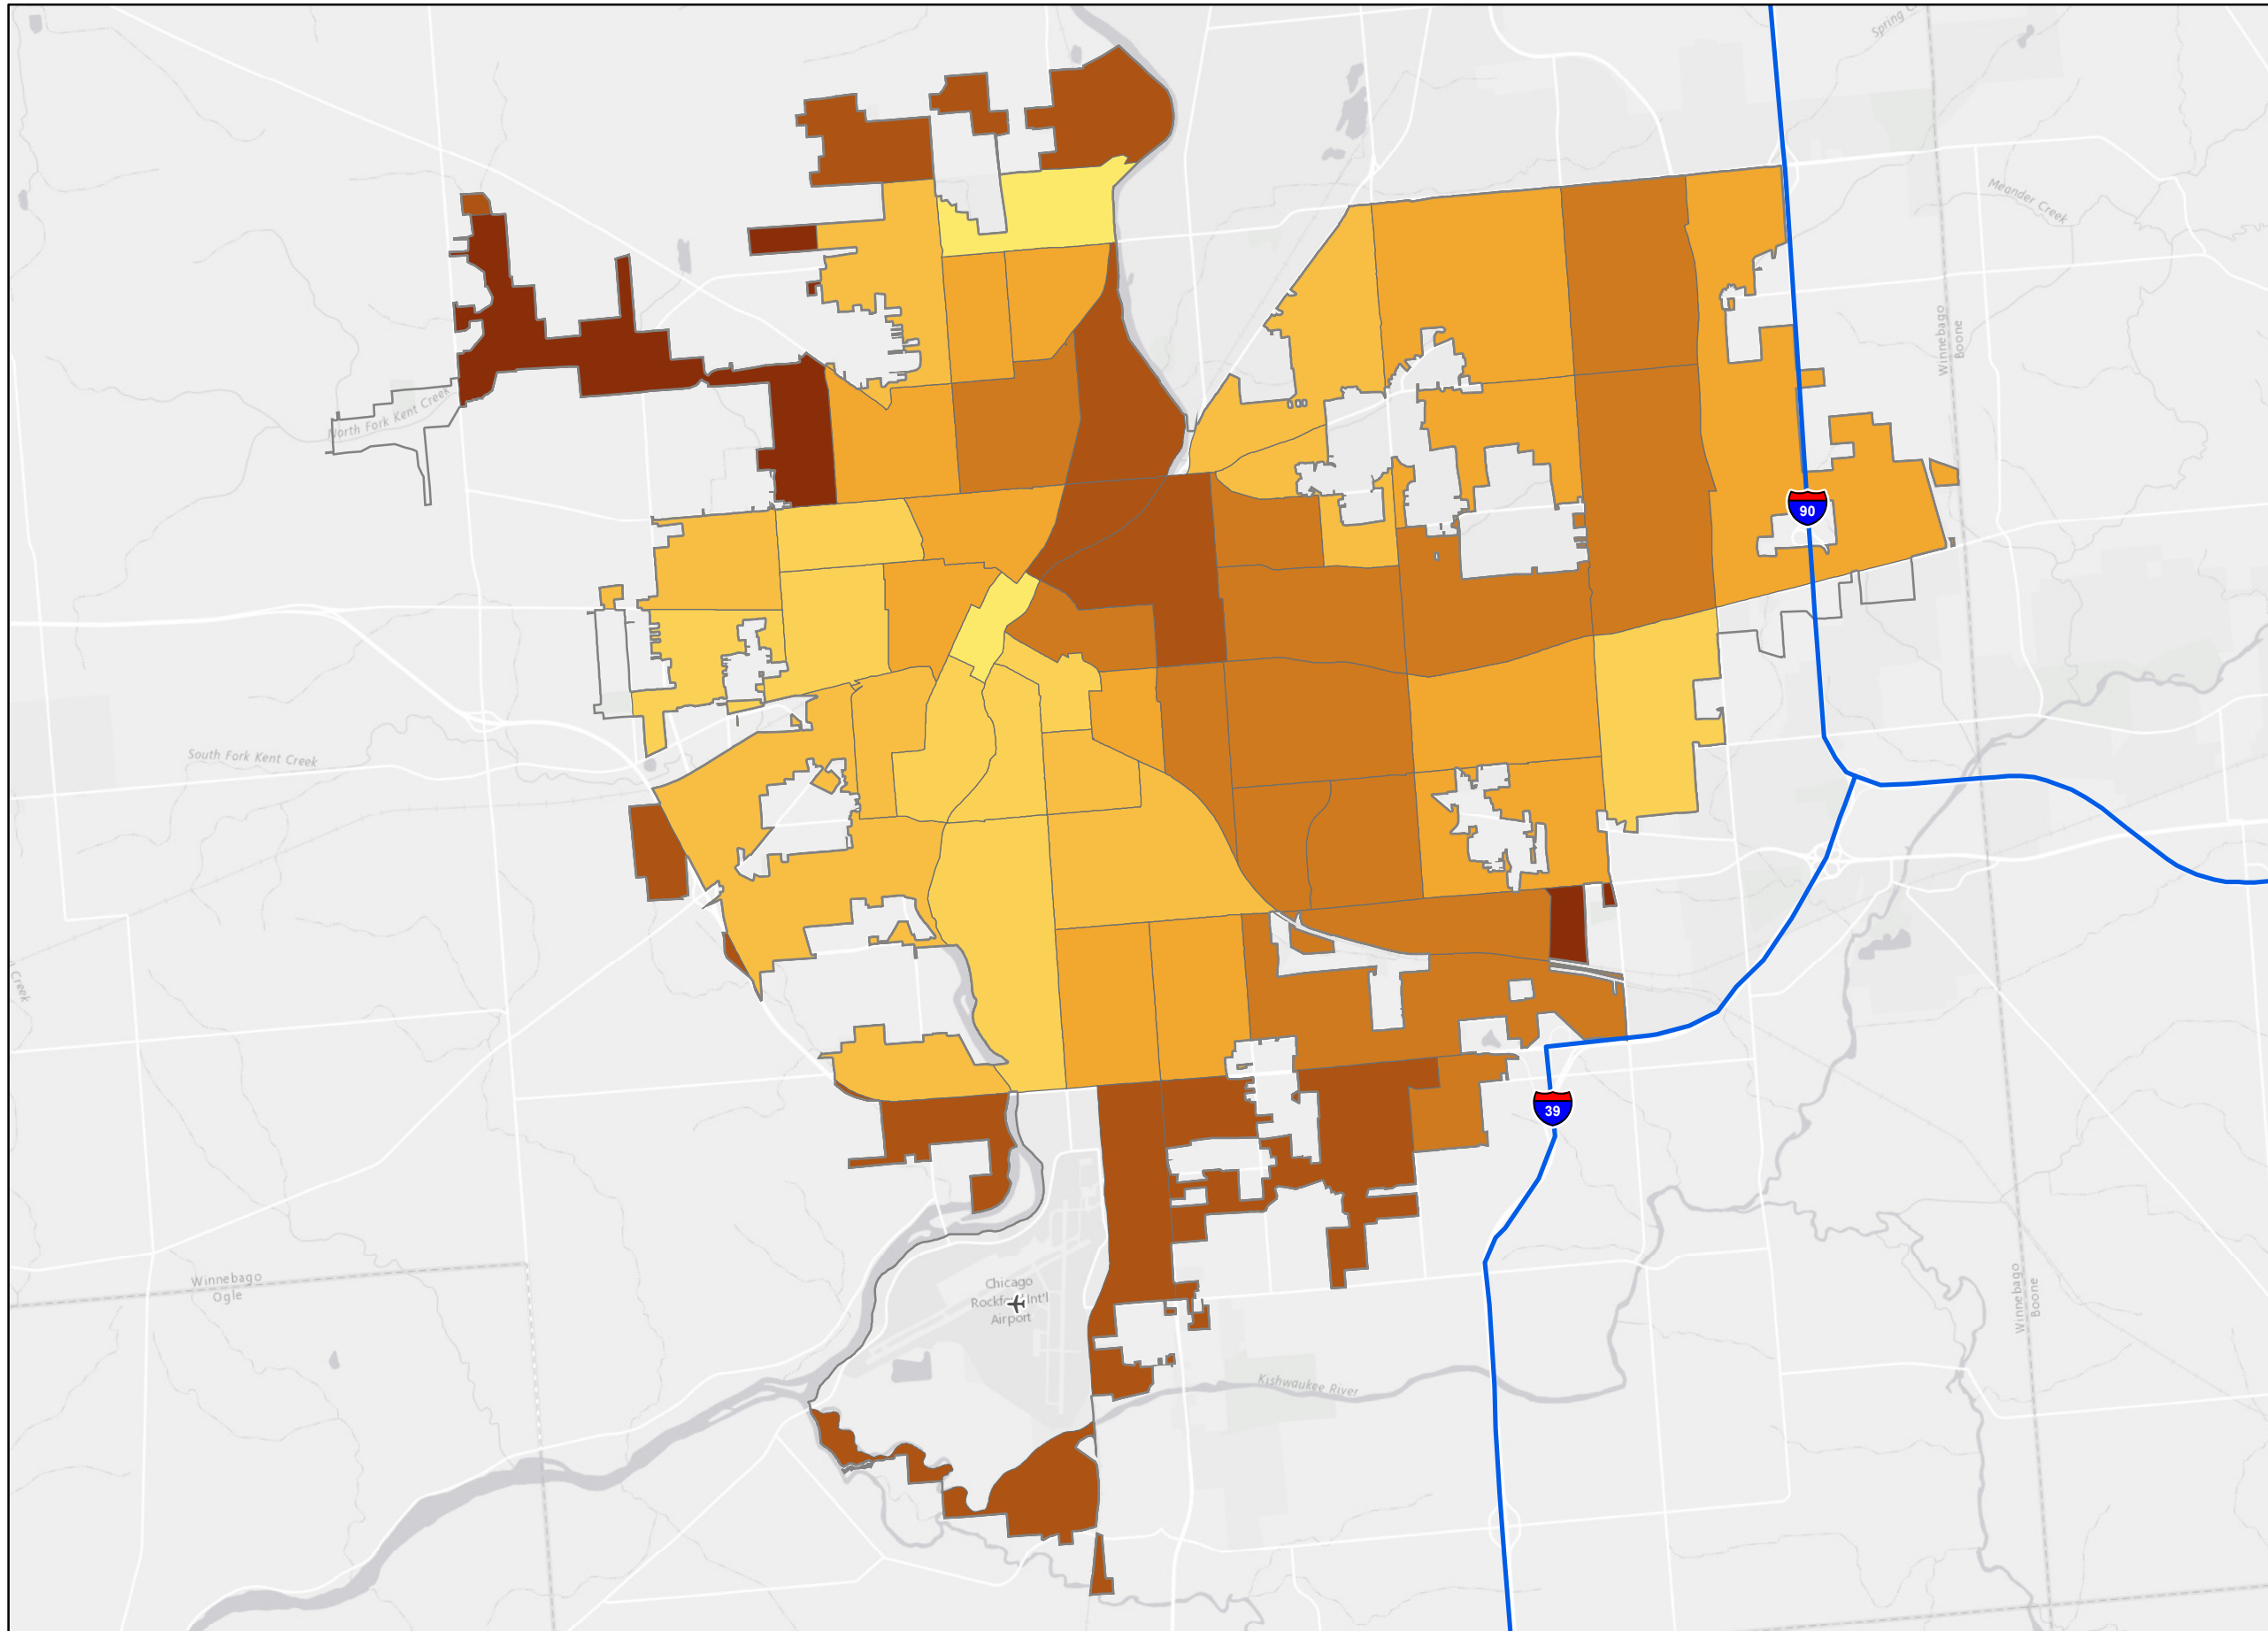 Spring C
Meander Creek
Winnebago
Boone
North Fork Kent Creek
90
South Fork Kent Creek
Creek
39
Winnebago
Ogle
Chicago
Rockford Int'l
Airport
Winnebago
Boone
Kishwaukee River